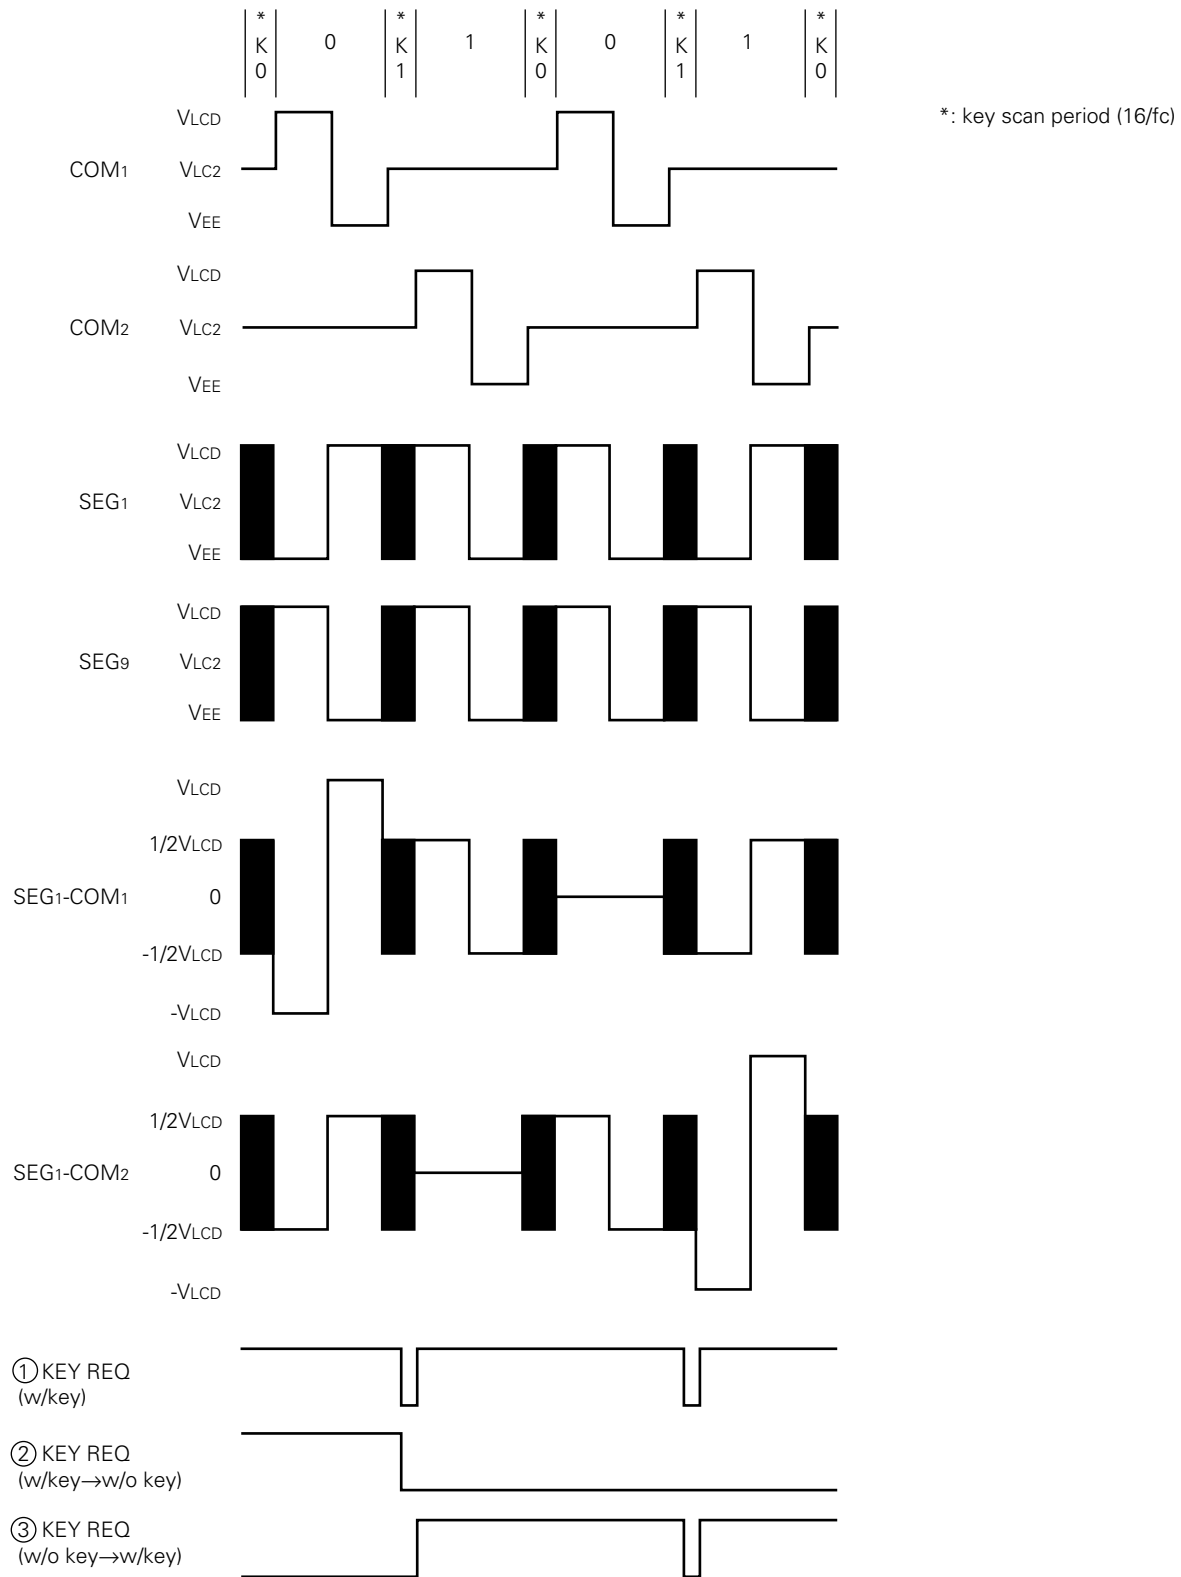 * K 0
0
* K 1
1
* K 0
0
* K 1
1
* K 0
*: key scan period (16/fc)
COM1
VLCD
VLC2
VEE
COM2
VLCD
VLC2
VEE
SEG1
VLCD
VLC2
VEE
SEG9
VLCD
VLC2
VEE
SEG1-COM1
VLCD
1/2VLCD
0
-1/2VLCD
-VLCD
SEG1-COM2
VLCD
1/2VLCD
0
-1/2VLCD
-VLCD
① KEY REQ
(w/key)
② KEY REQ
(w/key→w/o key)
③ KEY REQ
(w/o key→w/key)